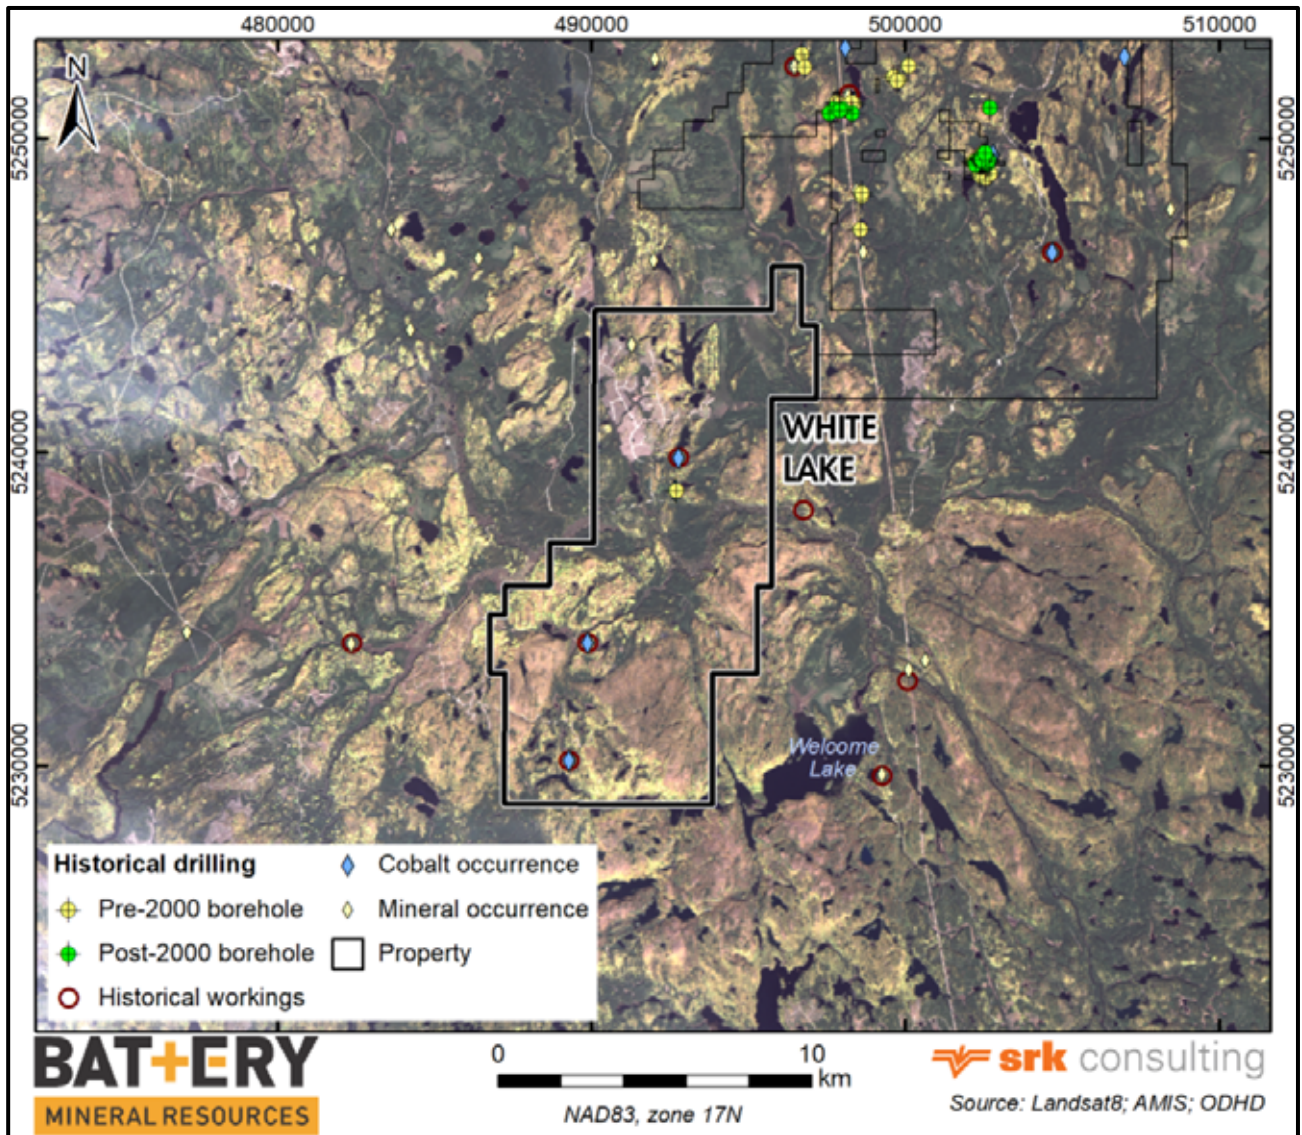 480000 490000 500000 510000
N
5250000 5250000
5240000 5240000
5230000 5230000
WHITE
LAKE
Welcome
Lake
Historical drilling
Pre-2000 borehole
Post-2000 borehole
Historical workings
Cobalt occurrence
Mineral occurrence
Property
BATTERY
MINERAL RESOURCES
0 10
km
NAD83, zone 17N
srk consulting
Source: Landsat8; AMIS; ODHD